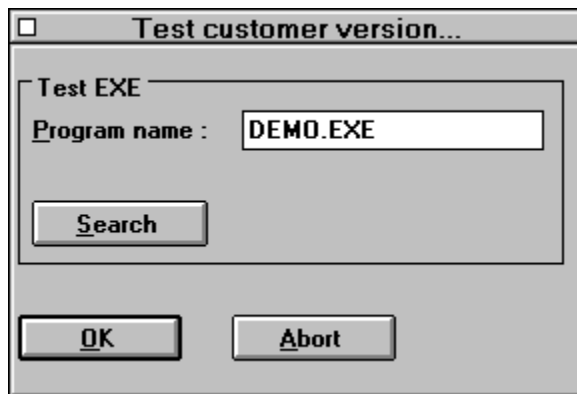 Test customer version...
Test EXE
Program name : DEMO.EXE
Search
OK Abort